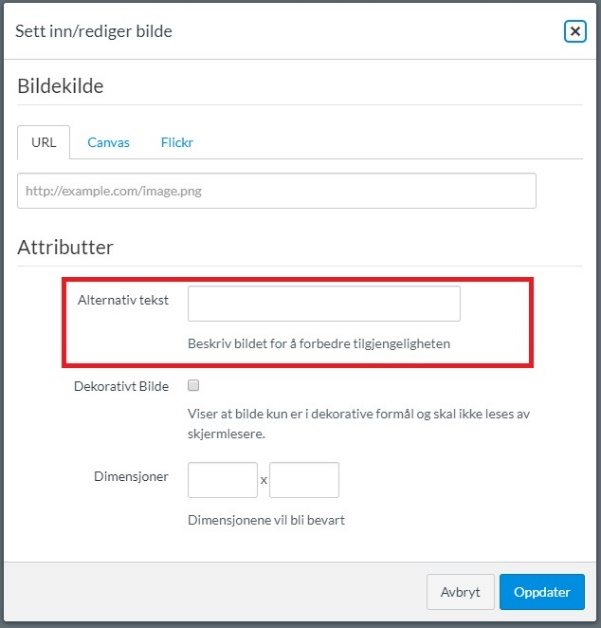 Sett inn/rediger bilde
Bildekilde
URL Canvas Flickr
http://example.com/image.png
Attributter
Alternativ tekst
Beskriv bildet for å forbedre tilgjengeligheten
Dekorativt Bilde
Viser at bilde kun er i dekorative formål og skal ikke leses av
skjermlesere.
Dimensjoner x
Dimensjonene vil bli bevart
Avbryt Oppdater